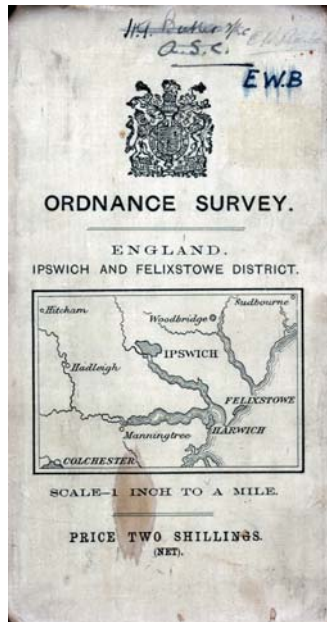 A.S.C.
E.W.B
ORDNANCE SURVEY.
ENGLAND.
IPSWICH AND FELIXSTOWE DISTRICT.
Sudbourne
Hitcham
Woodbridge
IPSWICH
Hadleigh
FELIXSTOWE
HARWICH
Manningtree
COLCHESTER
SCALE–1 INCH TO A MILE.
PRICE TWO SHILLINGS.
(NET).